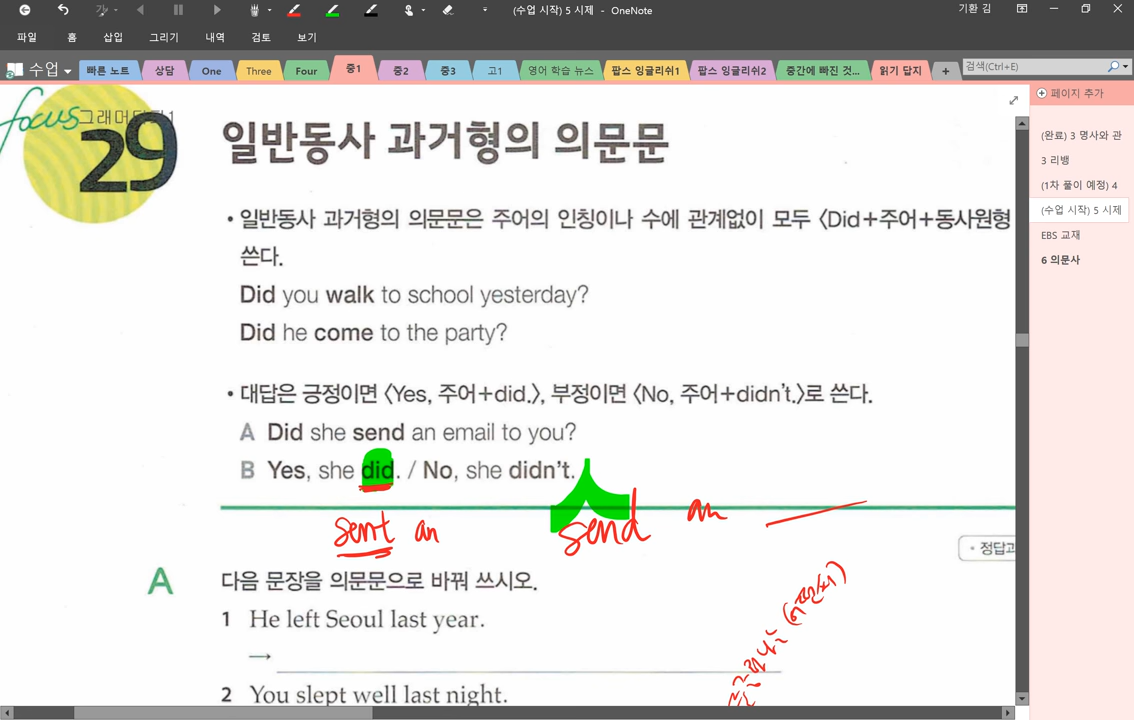 (수업 시작) 5 시제 - OneNote
기환 김
파일 홈 삽입 그리기 내역 검토 보기
수업 빠른 노트 상담 One Three Four 중1 중2 중3 고1 영어 학습 뉴스 팝스 잉글리쉬1 팝스 잉글리쉬2 중간에 빠진 것... 읽기 답지 + 검색(Ctrl+E)
페이지 추가
(완료) 3 명사와 관
3 리뱅
(1차 풀이 예정) 4
(수업 시작) 5 시제
EBS 교재
6 의문사
focus
29
일반동사 과거형의 의문문
• 일반동사 과거형의 의문문은 주어의 인칭이나 수에 관계없이 모두 〈Did+주어+동사원형
쓴다.
Did you walk to school yesterday?
Did he come to the party?
• 대답은 긍정이면 〈Yes, 주어+did.〉, 부정이면 〈No, 주어+didn't.〉로 쓴다.
A Did she send an email to you?
B Yes, she did. / No, she didn't.
sent an send an
• 정답과
A 다음 문장을 의문문으로 바꿔 쓰시오.
1 He left Seoul last year.
→
2 You slept well last night.